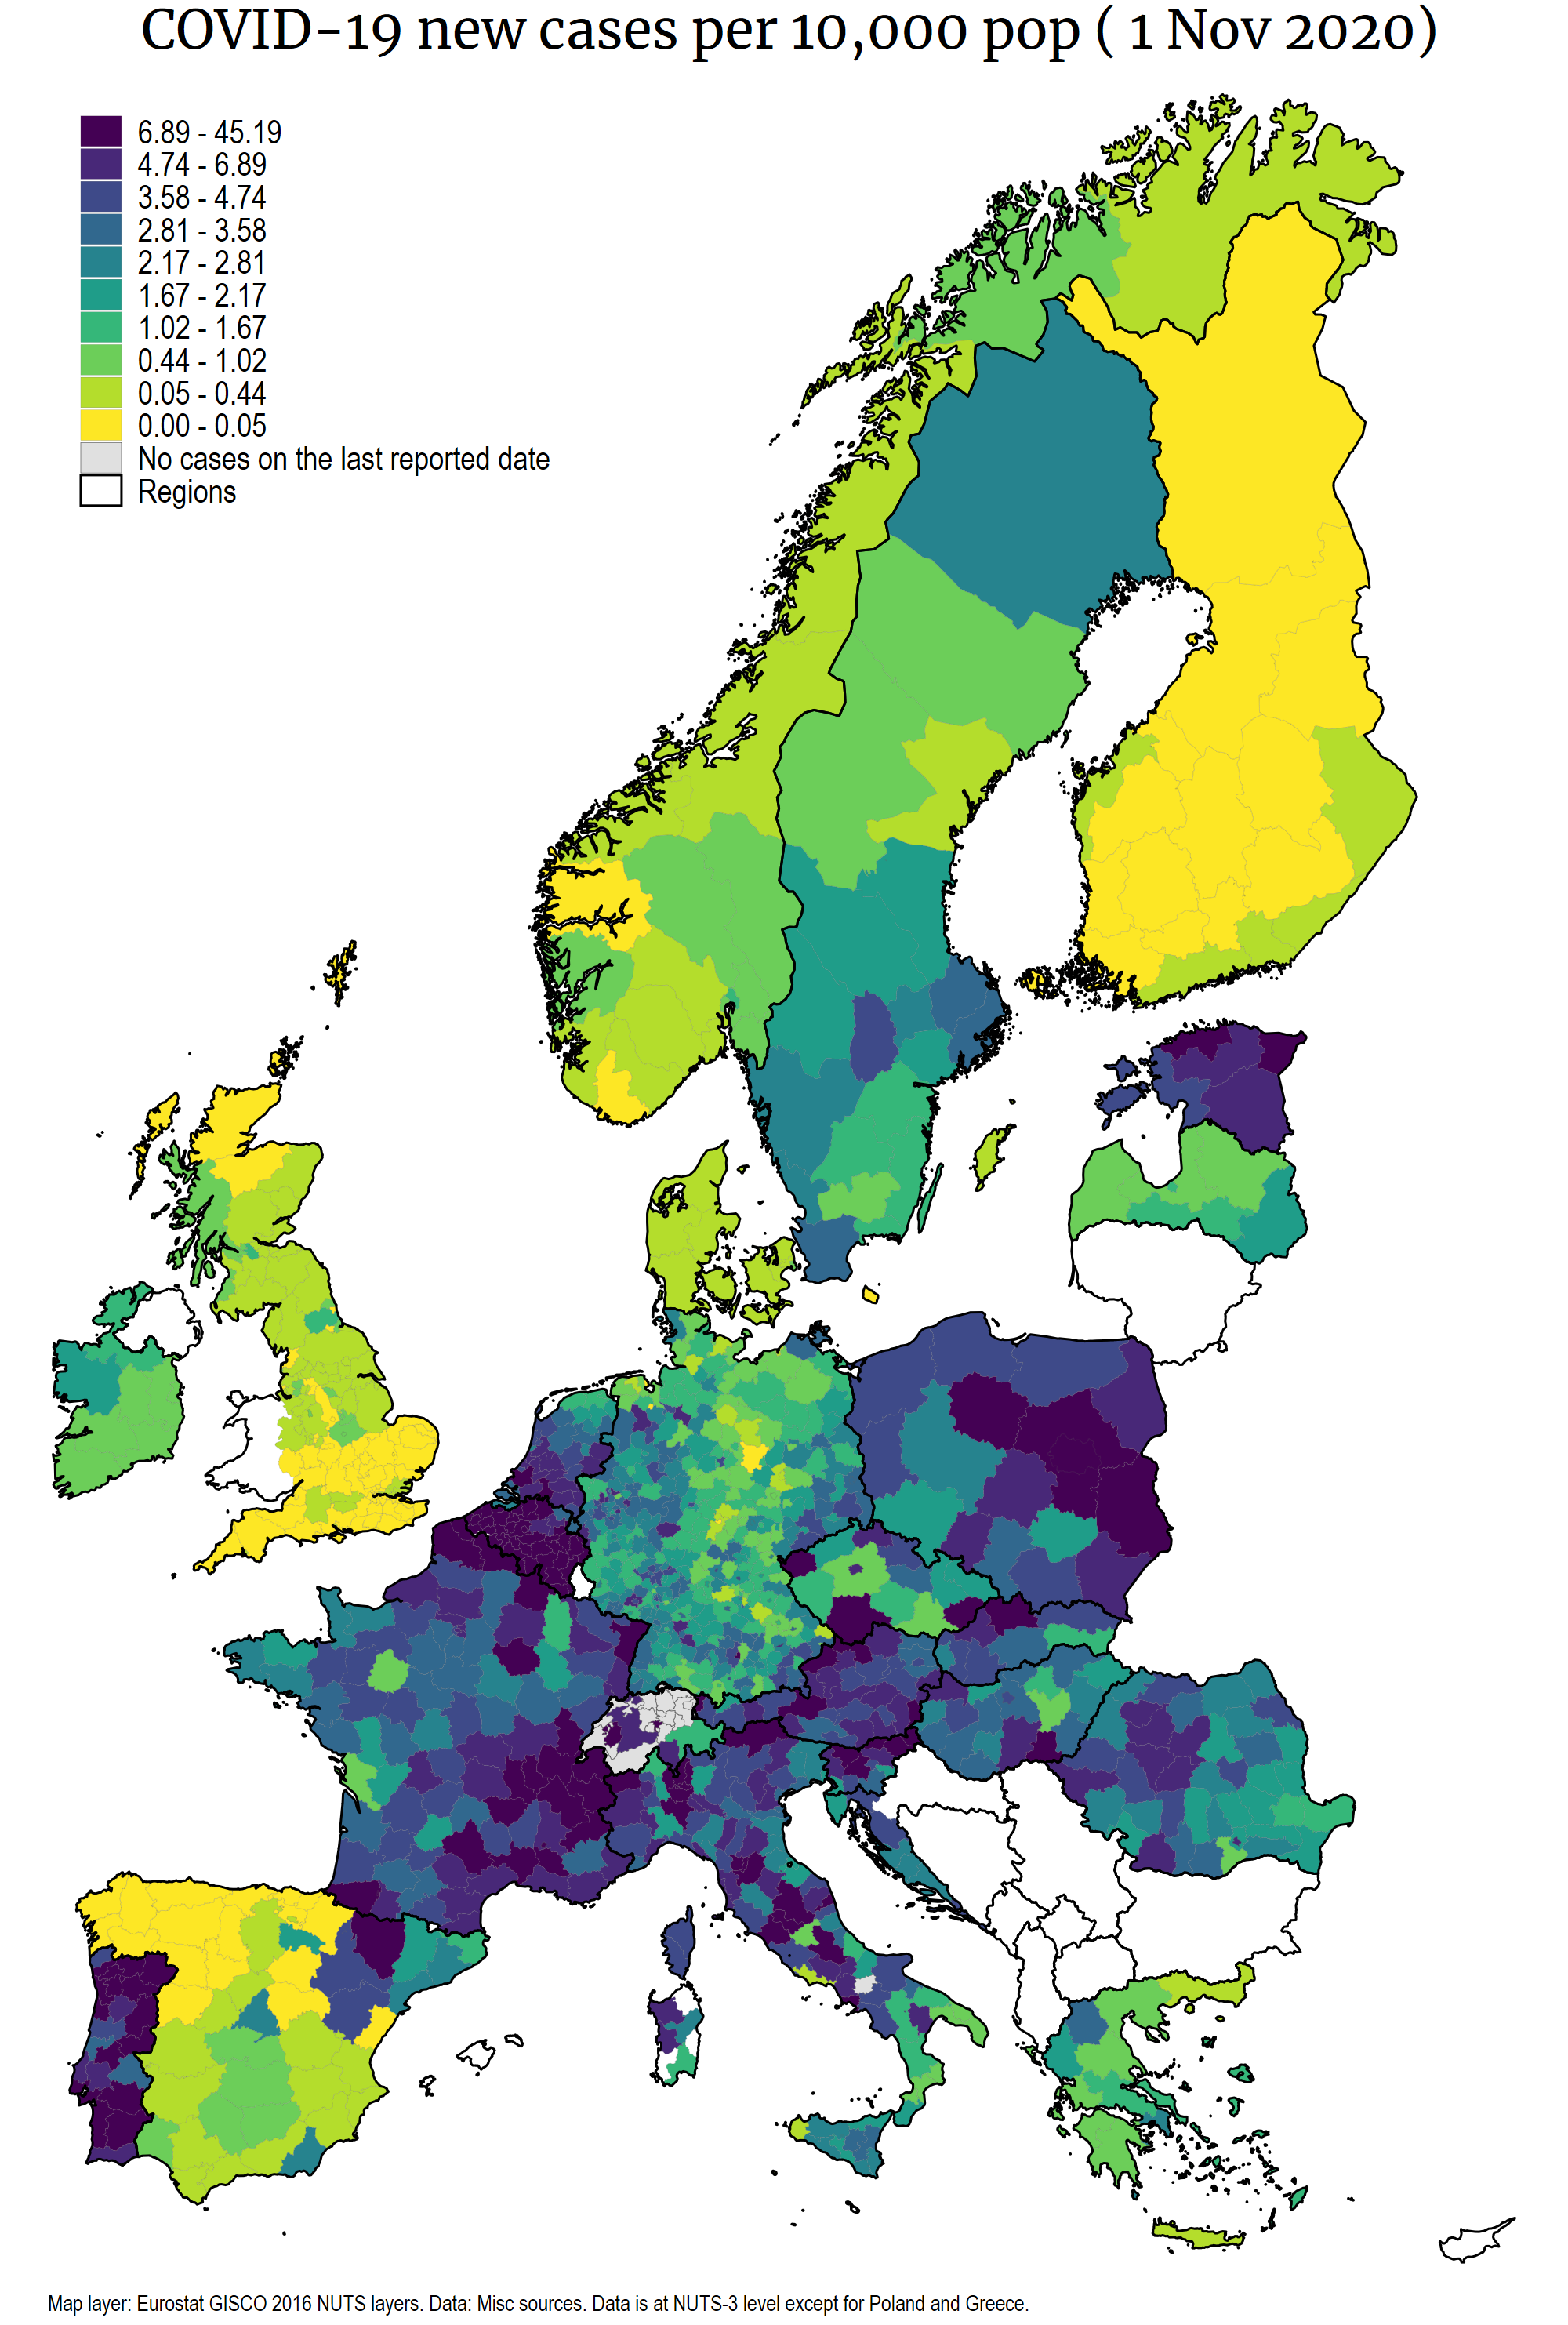 COVID-19 new cases per 10,000 pop ( 1 Nov 2020)
6.89 - 45.19
4.74 - 6.89
3.58 - 4.74
2.81 - 3.58
2.17 - 2.81
1.67 - 2.17
1.02 - 1.67
0.44 - 1.02
0.05 - 0.44
0.00 - 0.05
No cases on the last reported date
Regions
Map layer: Eurostat GISCO 2016 NUTS layers. Data: Misc sources. Data is at NUTS-3 level except for Poland and Greece.